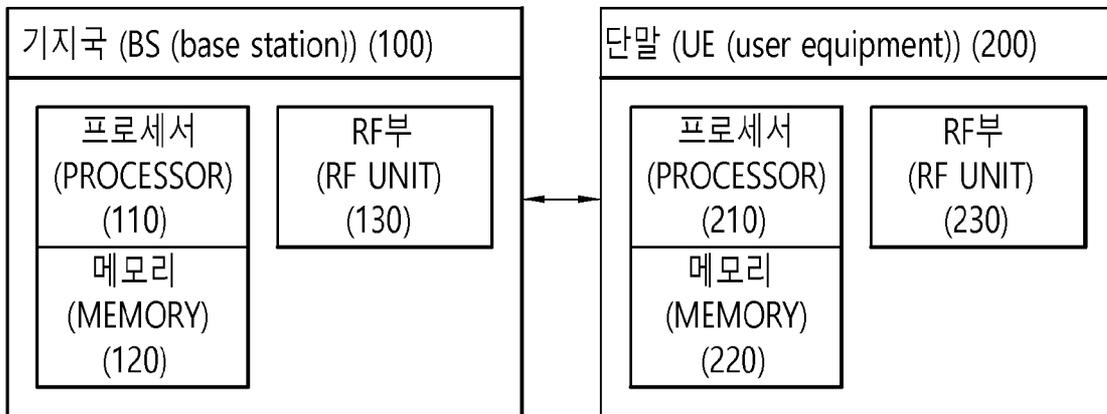 기지국 (BS (base station)) (100)
프로세서
(PROCESSOR)
(110)
메모리
(MEMORY)
(120)
RF부
(RF UNIT)
(130)
단말 (UE (user equipment)) (200)
프로세서
(PROCESSOR)
(210)
메모리
(MEMORY)
(220)
RF부
(RF UNIT)
(230)